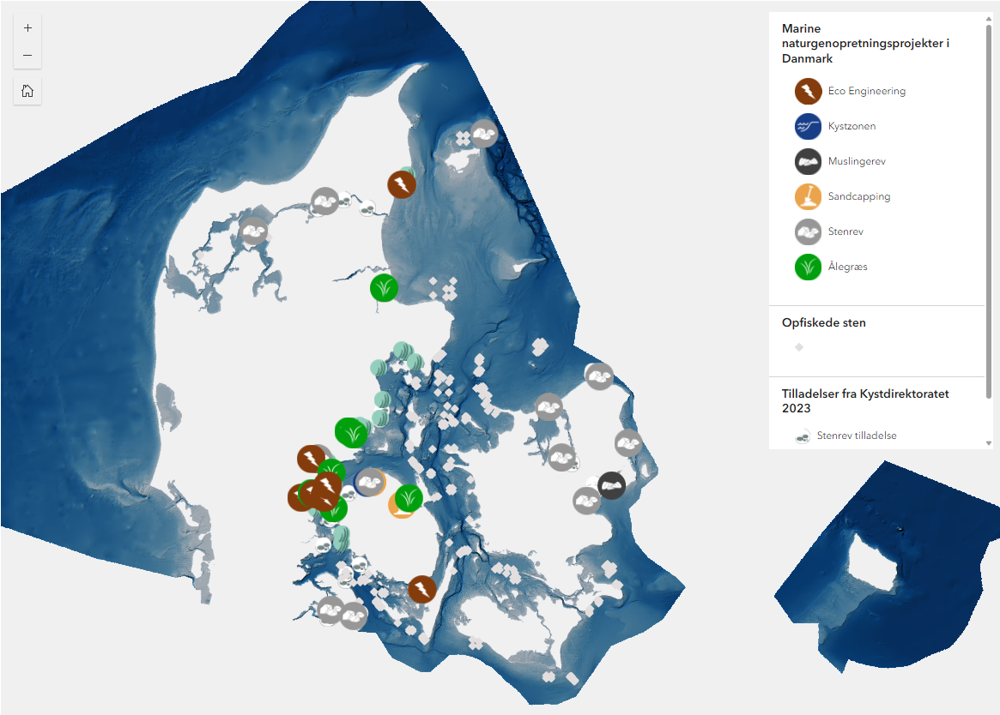 +
−
Marine
naturgenopretningsprojekter i
Danmark
Eco Engineering
Kystzonen
Muslingerev
Sandcapping
Stenrev
Ålegræs
Opfiskede sten
Tilladelser fra Kystdirektoratet
2023
Stenrev tilladelse